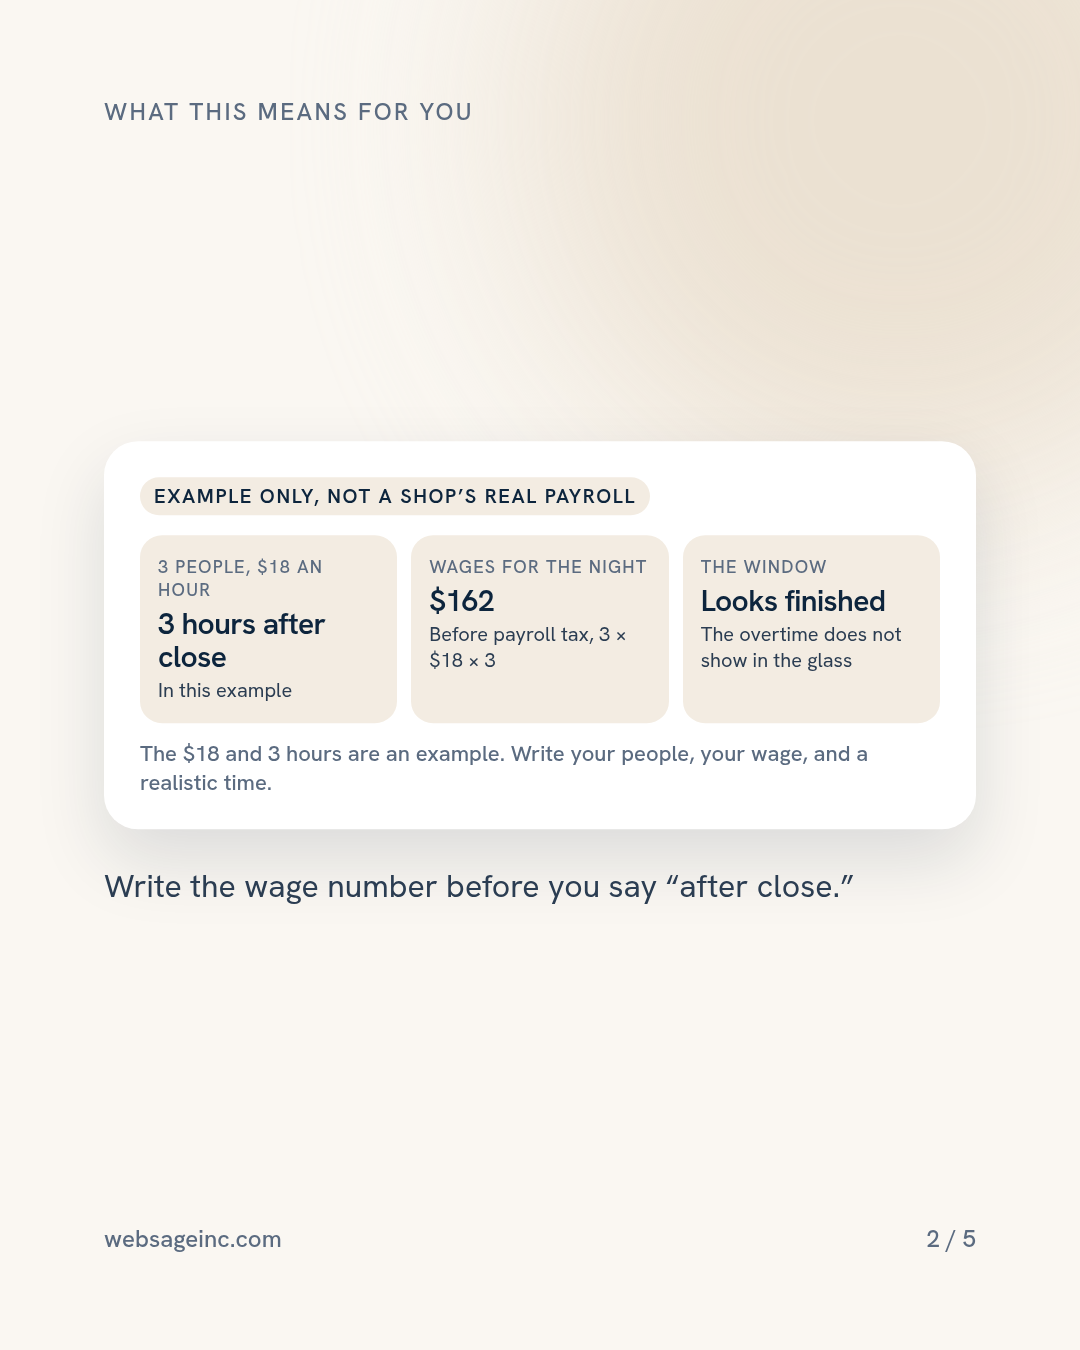 WHAT THIS MEANS FOR YOU
EXAMPLE ONLY, NOT A SHOP’S REAL PAYROLL
3 PEOPLE, $18 AN
HOUR
3 hours after
close
In this example
WAGES FOR THE NIGHT
$162
Before payroll tax, 3 ×
$18 × 3
THE WINDOW
Looks finished
The overtime does not
show in the glass
The $18 and 3 hours are an example. Write your people, your wage, and a
realistic time.
Write the wage number before you say “after close.”
websageinc.com
2 / 5